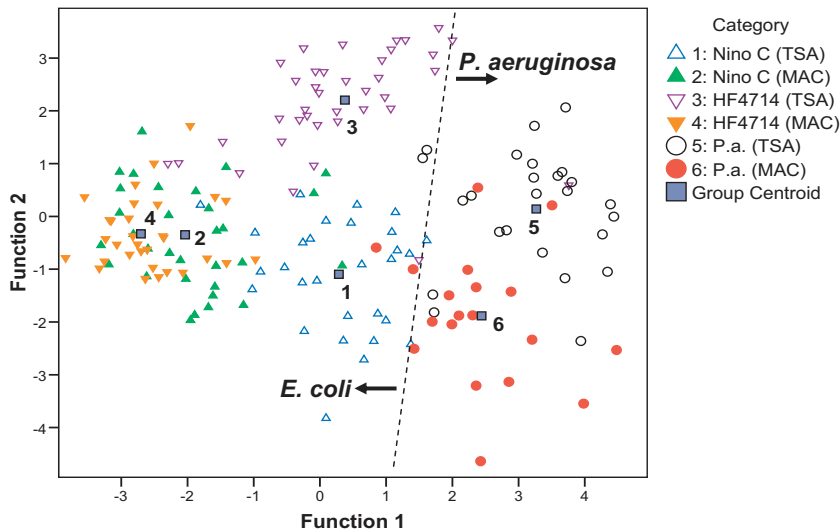 Category
1: Nino C (TSA)
2: Nino C (MAC)
3: HF4714 (TSA)
4: HF4714 (MAC)
5: P.a. (TSA)
6: P.a. (MAC)
Group Centroid
P. aeruginosa
E. coli
3
4
2
1
5
6
Function 2
3
2
1
0
-1
-2
-3
-4
-3 -2 -1 0 1 2 3 4
Function 1